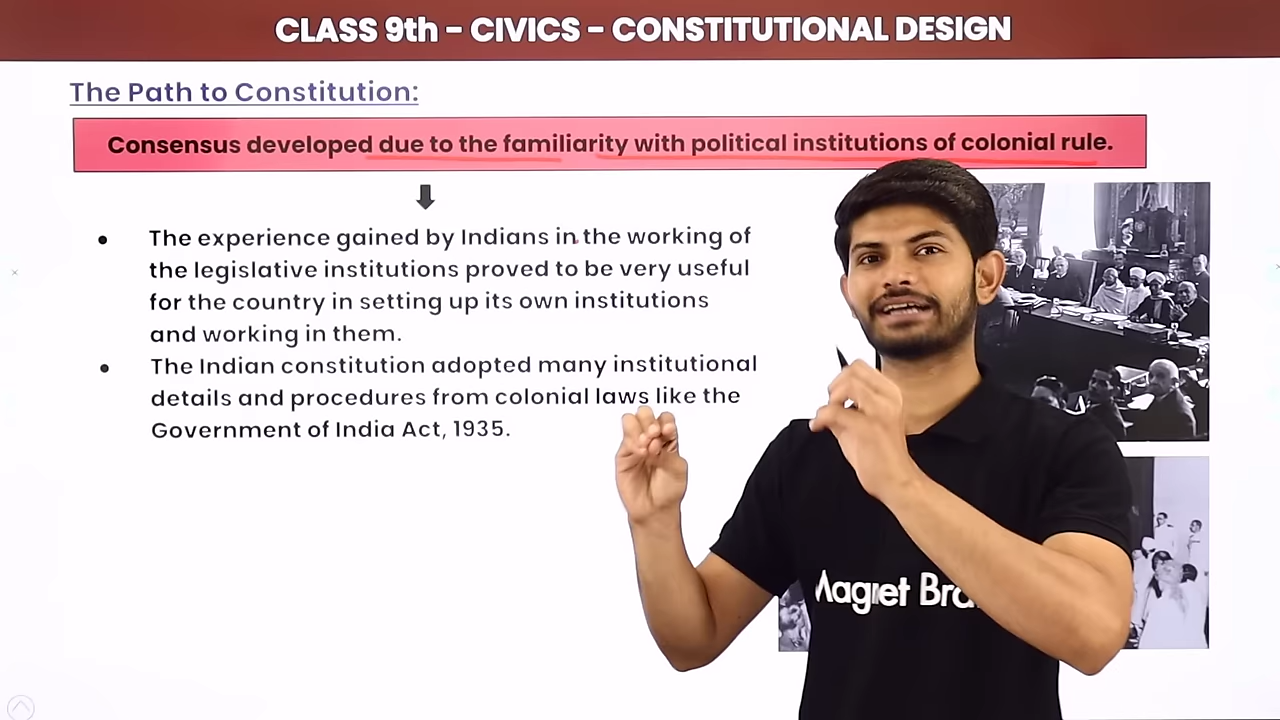 CLASS 9th - CIVICS - CONSTITUTIONAL DESIGN
The Path to Constitution:
Consensus developed due to the familiarity with political institutions of colonial rule.
• The experience gained by Indians in the working of
the legislative institutions proved to be very useful
for the country in setting up its own institutions
and working in them.
• The Indian constitution adopted many institutional
details and procedures from colonial laws like the
Government of India Act, 1935.
Magnet Bra